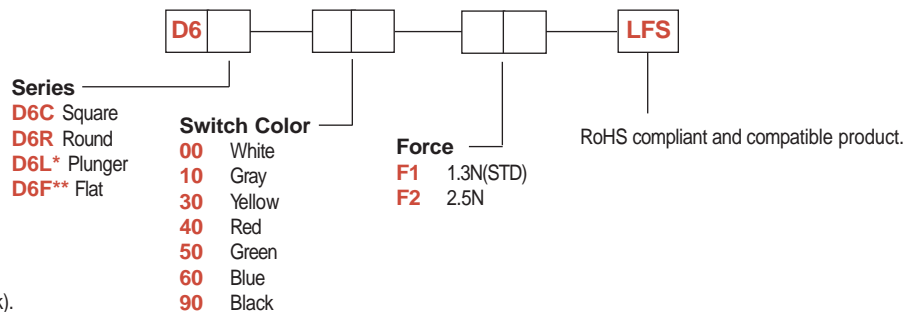 D6
LFS
Series
D6C Square
D6R Round
D6L* Plunger
D6F** Flat
Switch Color
00 White
10 Gray
30 Yellow
40 Red
50 Green
60 Blue
90 Black
Force
F1 1.3N(STD)
F2 2.5N
RoHS compliant and compatible product.
).